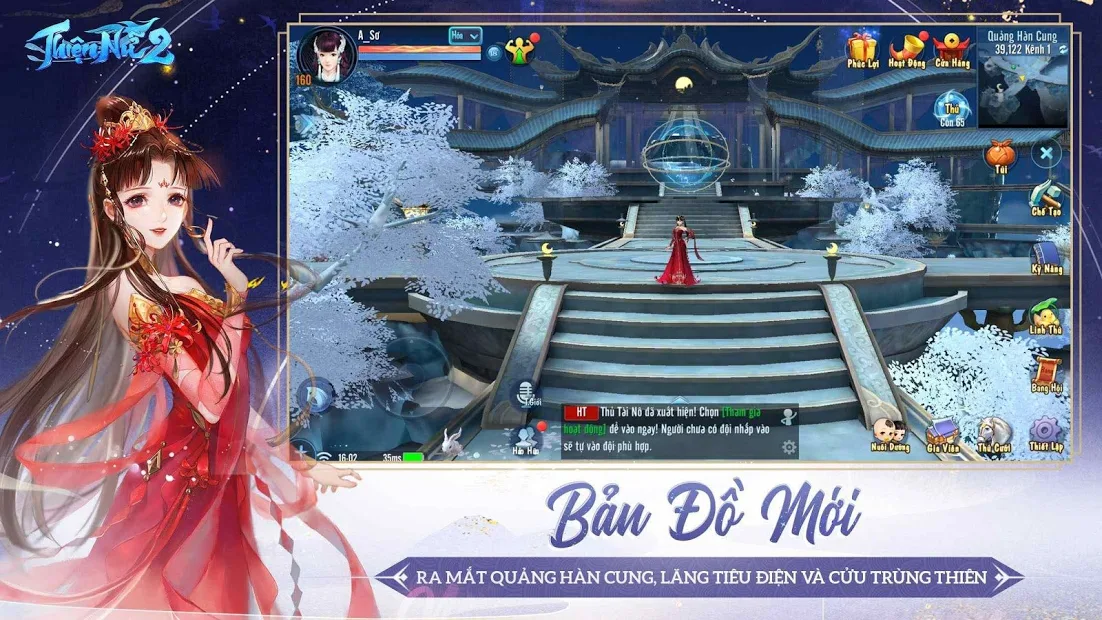 Thiện Nữ 2
A_Sơ
Hòa
160
Phúc Lợi
Hoạt Động
Cửa Hàng
Quảng Hàn Cung
39,122 Kênh 1
Thủ
Còn 65
Túi
Chế Tạo
Kỹ Năng
Linh Thú
Bang Hội
T.Giới
Hảo Hữu
16:02
35ms
HT Thủ Tài Nô đã xuất hiện! Chọn [Tham gia
hoạt động] để vào ngay! Người chưa có đội nhấp vào
sẽ tự vào đội phù hợp.
Nuôi Dưỡng
Gia Viên
Thú Cưỡi
Thiết Lập
Bản Đồ Mới
RA MẮT QUẢNG HÀN CUNG, LĂNG TIÊU ĐIỆN VÀ CỬU TRÙNG THIÊN